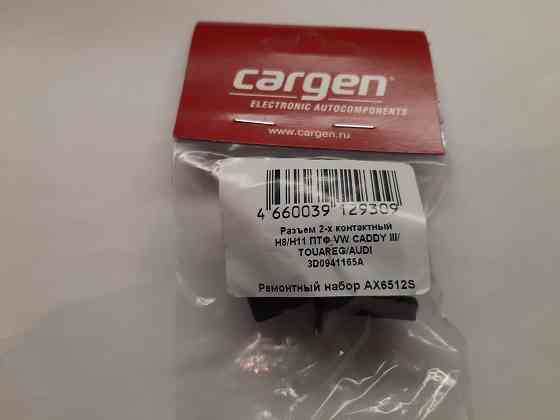 cargen®
ELECTRONIC AUTOCOMPONENTS
www.cargen.ru
4 660039 129309
Разъем 2-х контактный
H8/H11 ПТФ VW CADDY III/
TOUAREG/AUDI
3D0941165A
Ремонтный набор AX6512S